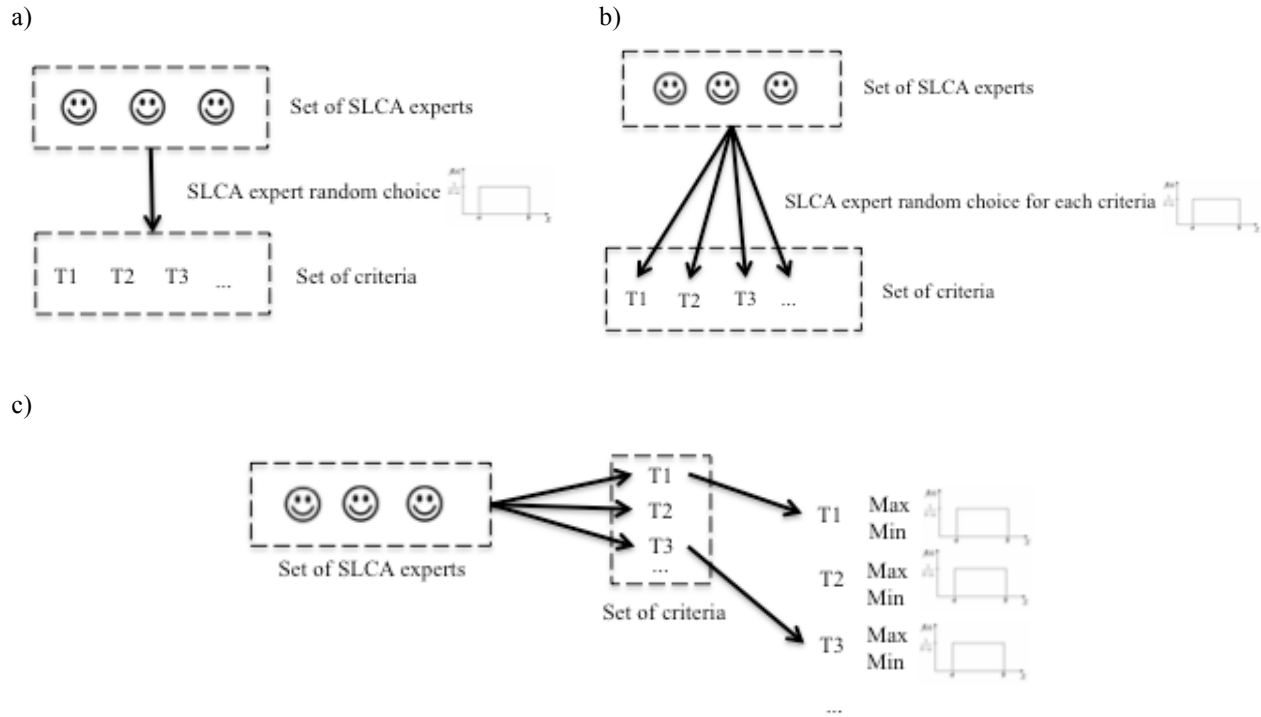 a)
Set of SLCA experts
SLCA expert random choice
T1 T2 T3 ...
Set of criteria
b)
Set of SLCA experts
SLCA expert random choice for each criteria
T1 T2 T3 ...
Set of criteria
c)
Set of SLCA experts
T1
T2
T3
...
Set of criteria
T1 Max
Min
T2 Max
Min
T3 Max
Min
...